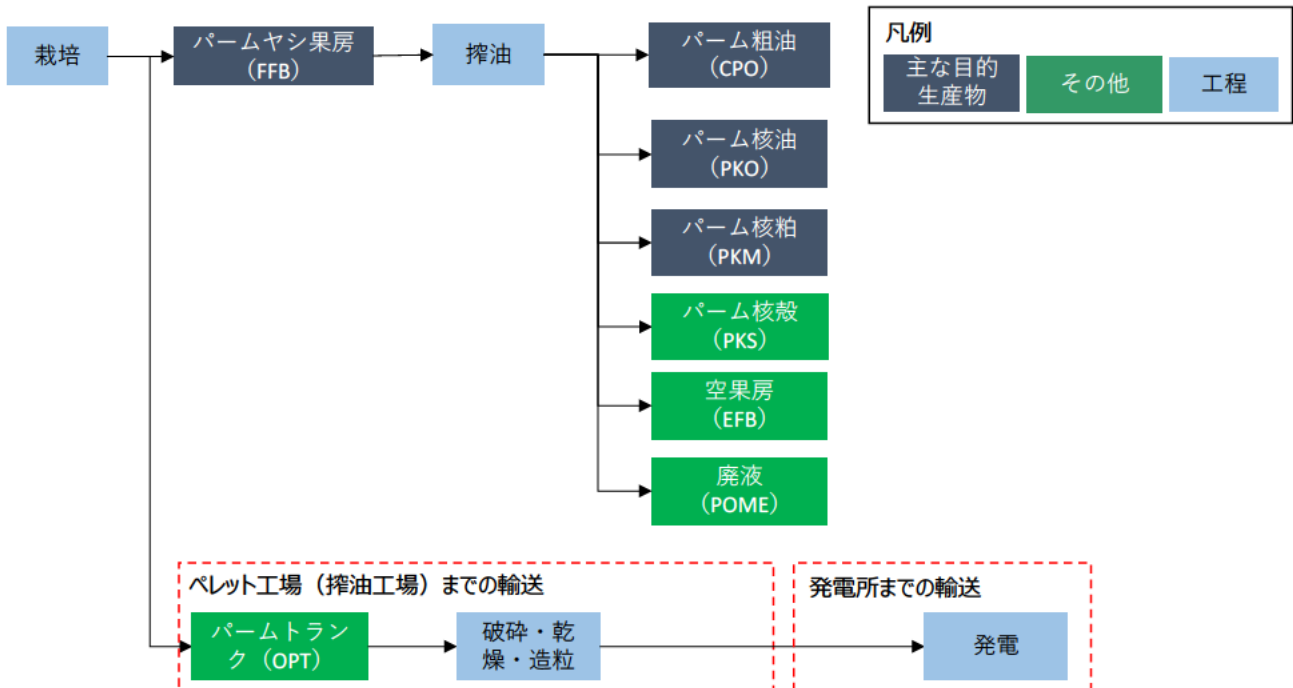 栽培
パームヤシ果房
（FFB）
搾油
パーム粗油
（CPO）
パーム核油
（PKO）
パーム核粕
（PKM）
パーム核殻
（PKS）
空果房
（EFB）
廃液
（POME）
凡例
主な目的
生産物
その他
工程
ペレット工場（搾油工場）までの輸送
パームトラン
ク（OPT）
破砕・乾
燥・造粒
発電所までの輸送
発電